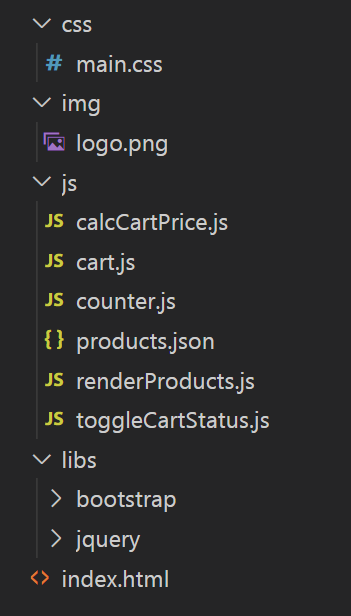 css
# main.css
img
logo.png
js
JS calcCartPrice.js
JS cart.js
JS counter.js
{ } products.json
JS renderProducts.js
JS toggleCartStatus.js
libs
bootstrap
jquery
<> index.html